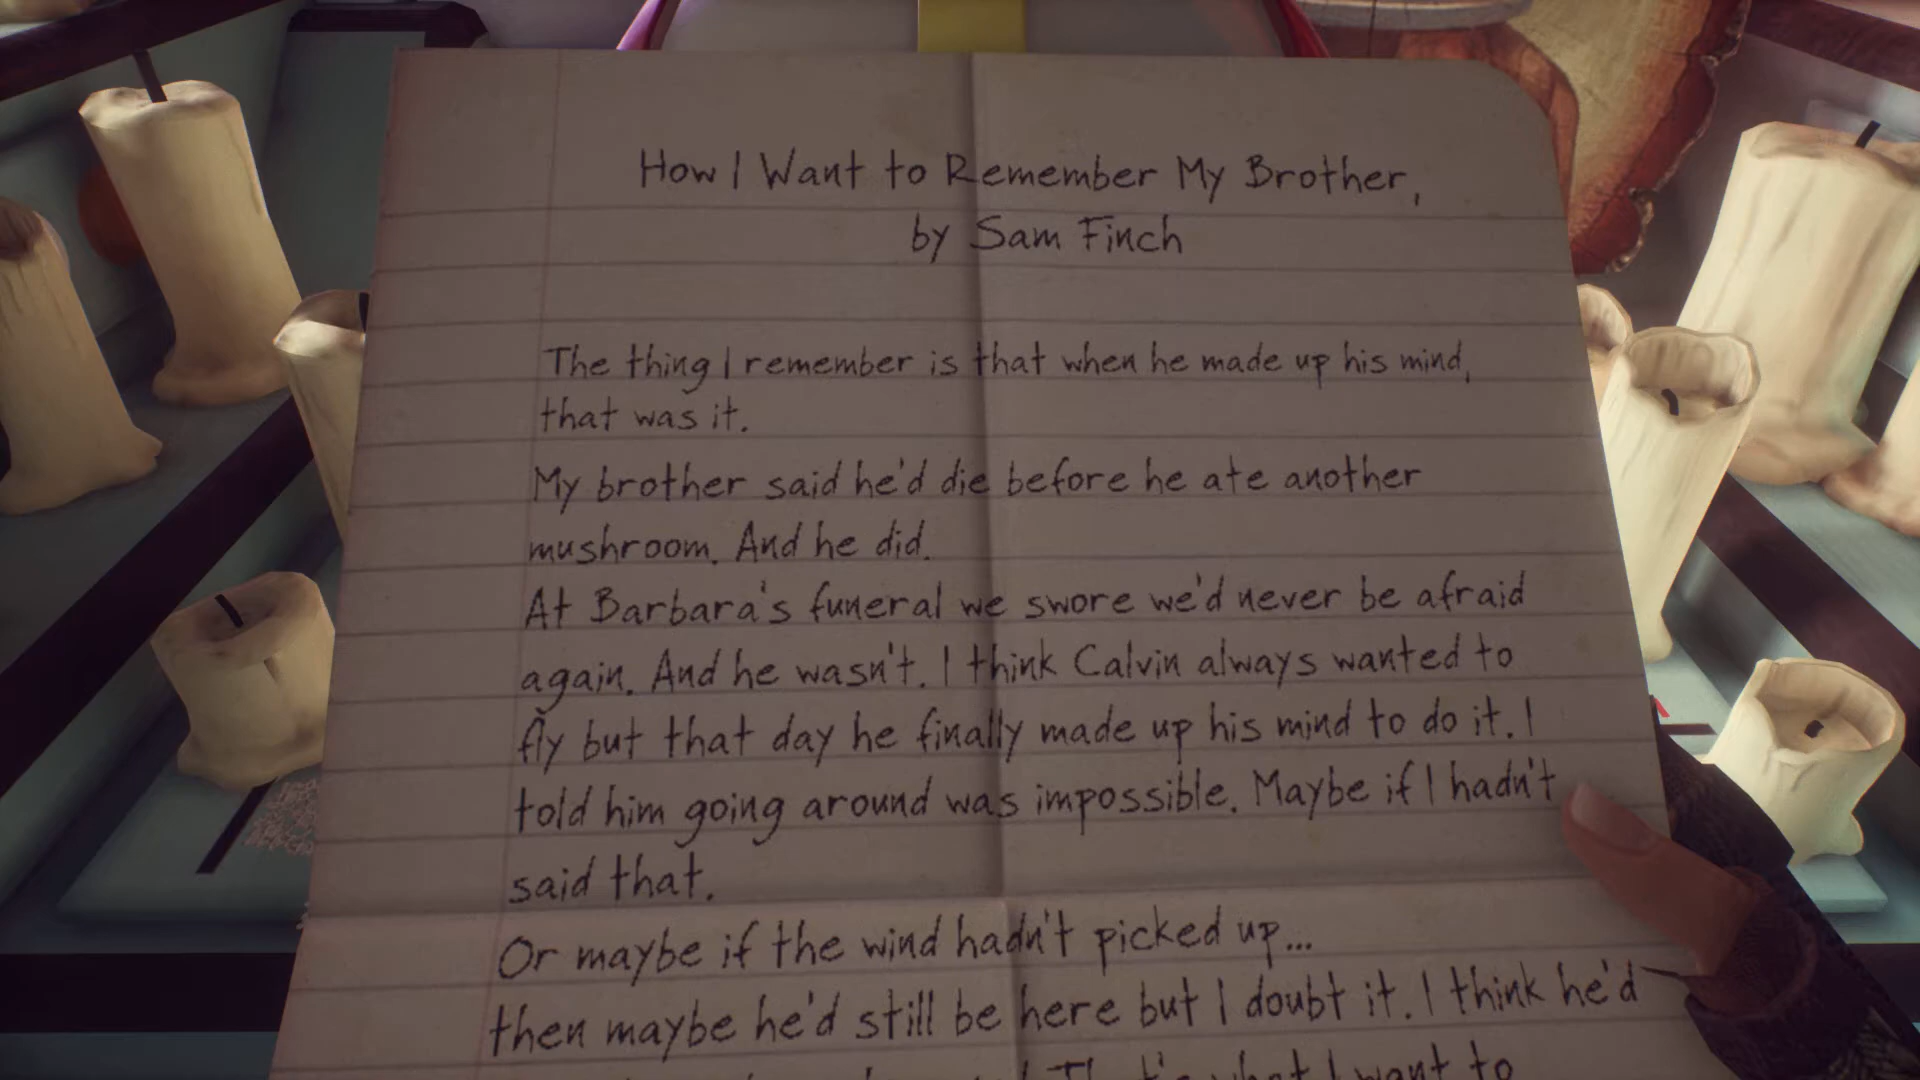 How I Want to Remember My Brother,
by Sam Finch
The thing I remember is that when he made up his mind,
that was it.
My brother said he'd die before he ate another
mushroom. And he did.
At Barbara's funeral we swore we'd never be afraid
again. And he wasn't. I think Calvin always wanted to
fly but that day he finally made up his mind to do it. I
told him going around was impossible. Maybe if I hadn't
said that.
Or maybe if the wind hadn't picked up...
then maybe he'd still be here but I doubt it. I think he'd
That's what I want to